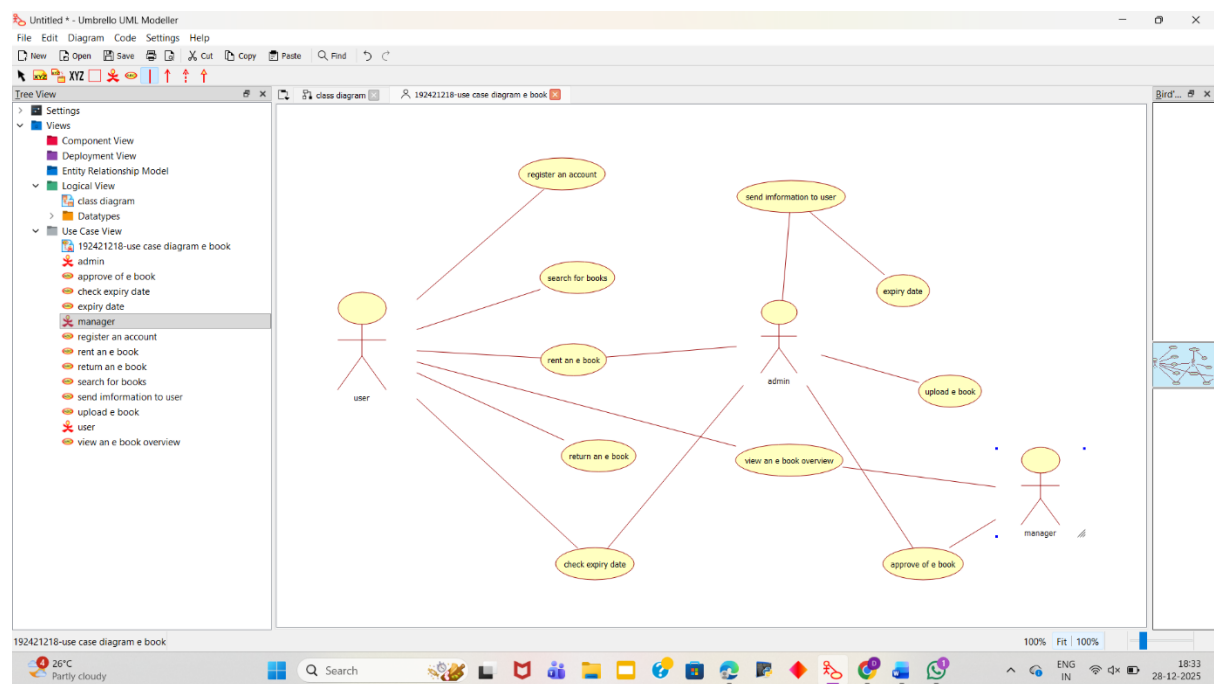 Untitled * - Umbrello UML Modeller
File Edit Diagram Code Settings Help
New Open Save Cut Copy Paste Find
XYZ
Tree View
class diagram
192421218-use case diagram e book
Bird'...
Settings
Views
Component View
Deployment View
Entity Relationship Model
Logical View
class diagram
Datatypes
Use Case View
192421218-use case diagram e book
admin
approve of e book
check expiry date
expiry date
manager
register an account
rent an e book
return an e book
search for books
send imformation to user
upload e book
user
view an e book overview
register an account
send imformation to user
search for books
expiry date
rent an e book
admin
user
upload e book
return an e book
view an e book overview
manager
check expiry date
approve of e book
192421218-use case diagram e book
100% Fit 100%
4
26°C
Partly cloudy
Search
ENG
IN
18:33
28-12-2025